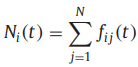 N_i(t) = \sum_{j=1}^{N} f_{ij}(t)